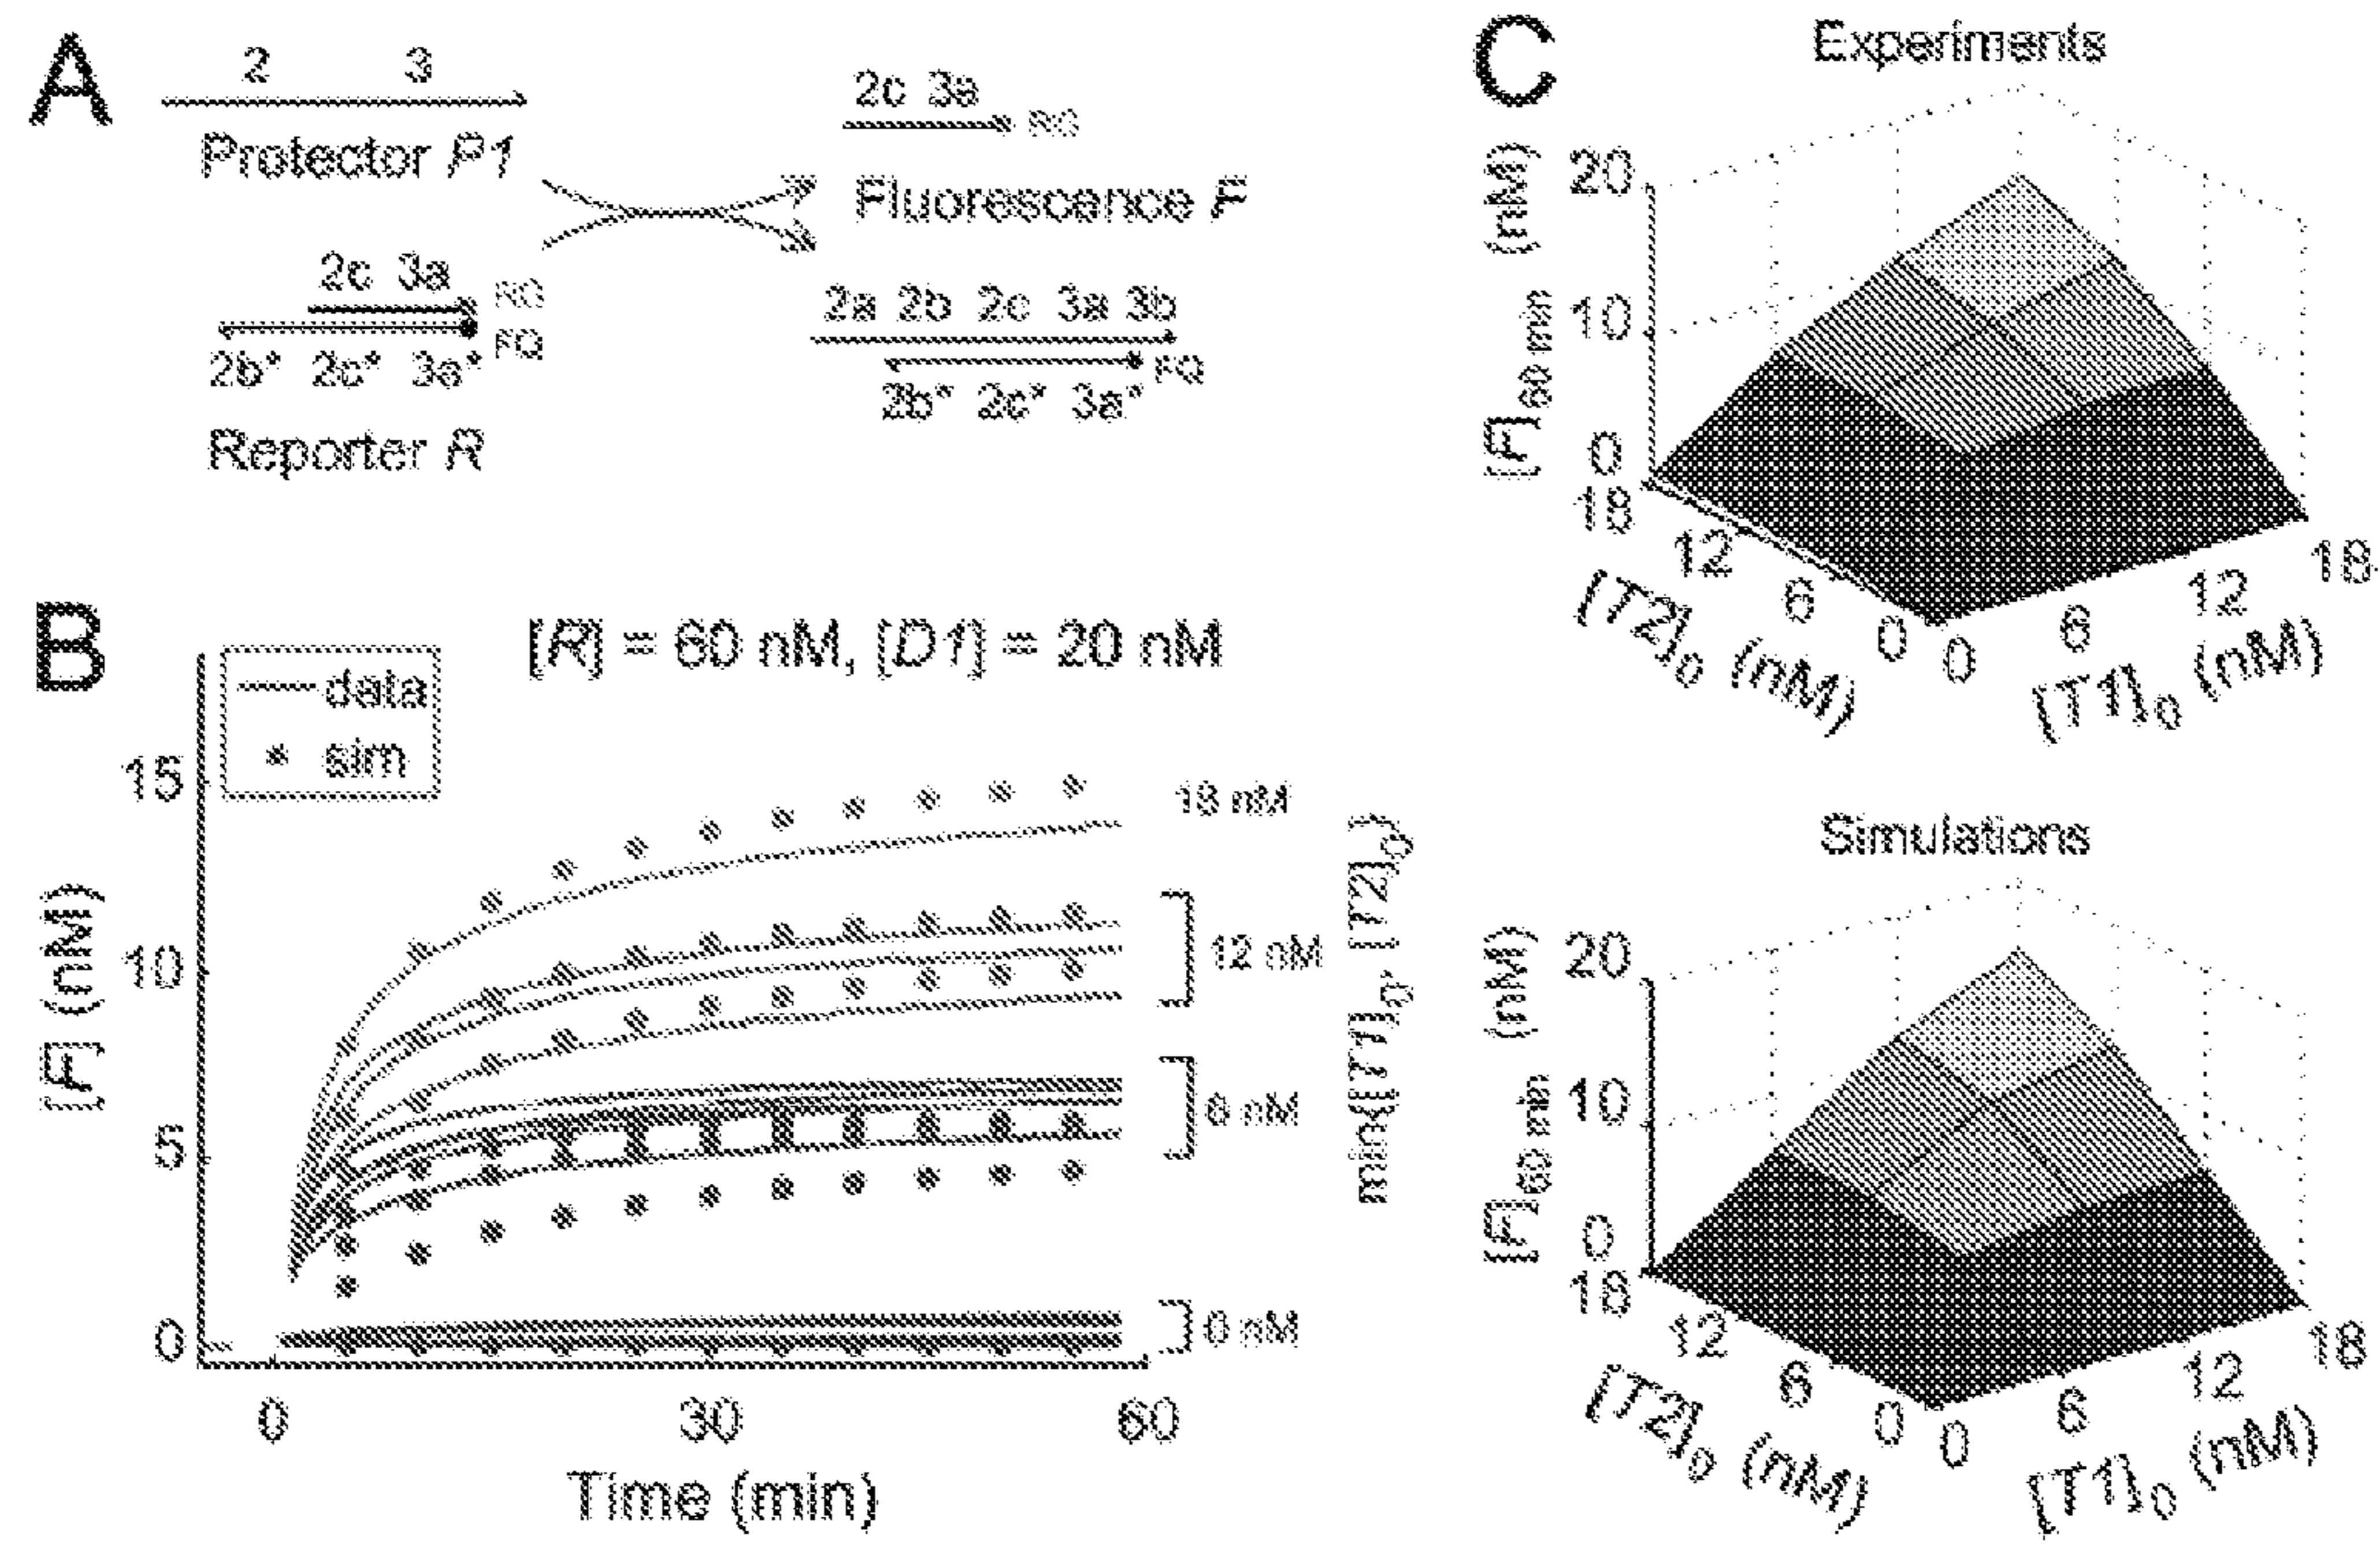 A
2 3
Protector P1
2c 3a
RG
Fluorescence F
2c 3a
RG
FQ
2b* 2c* 3a*
Reporter R
2a 2b 2c 3a 3b
FQ
2b* 2c* 3a*
B
[R] = 60 nM, [D1] = 20 nM
data
sim
15
10
5
0
[F] (nM)
0 30 60
Time (min)
18 nM
12 nM
6 nM
0 nM
min([T1]0, [T2]0)
C
Experiments
20
10
0
[F]60 min (nM)
18 12 6 0
[T2]0 (nM)
0 6 12 18
[T1]0 (nM)
Simulations
20
10
0
[F]60 min (nM)
18 12 6 0
[T2]0 (nM)
0 6 12 18
[T1]0 (nM)